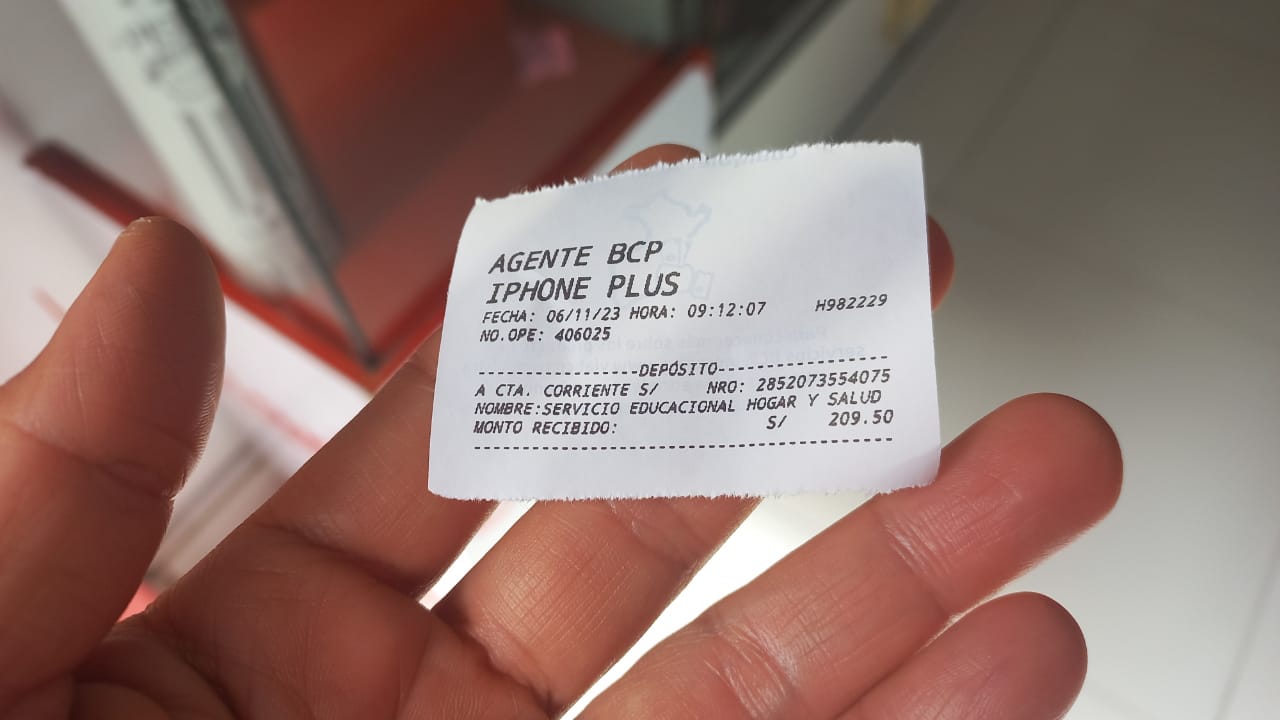 AGENTE BCP
IPHONE PLUS
FECHA: 06/11/23 HORA: 09:12:07 H982229
NO.OPE: 406025
------------------DEPÓSITO-------------------
A CTA. CORRIENTE S/ NRO: 2852073554075
NOMBRE:SERVICIO EDUCACIONAL HOGAR Y SALUD
MONTO RECIBIDO: S/ 209.50
---------------------------------------------